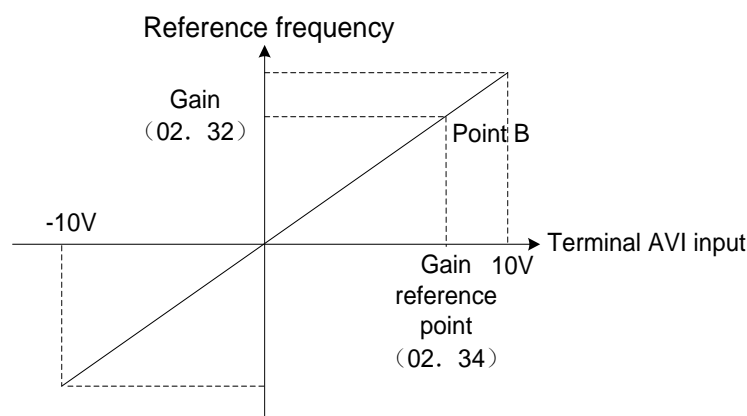 Reference frequency
Gain
（02．32）
Point B
-10V
Terminal AVI input
Gain
reference
point
（02．34）
10V